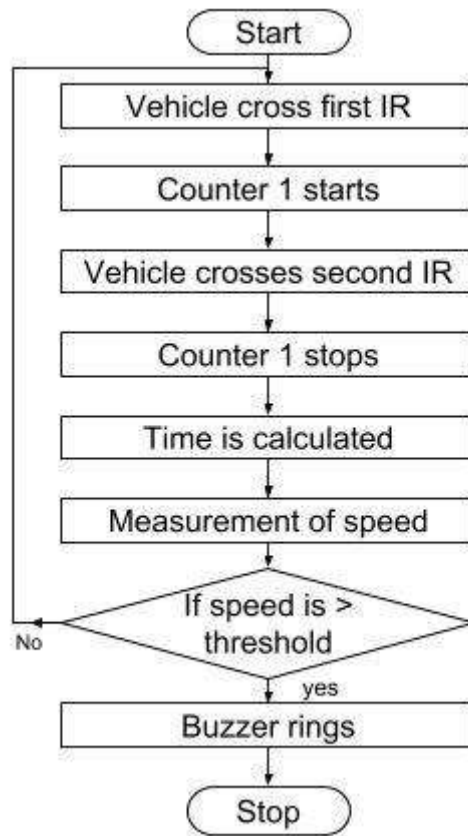 Start
Vehicle cross first IR
Counter 1 starts
Vehicle crosses second IR
Counter 1 stops
Time is calculated
Measurement of speed
If speed is >
threshold
No
yes
Buzzer rings
Stop